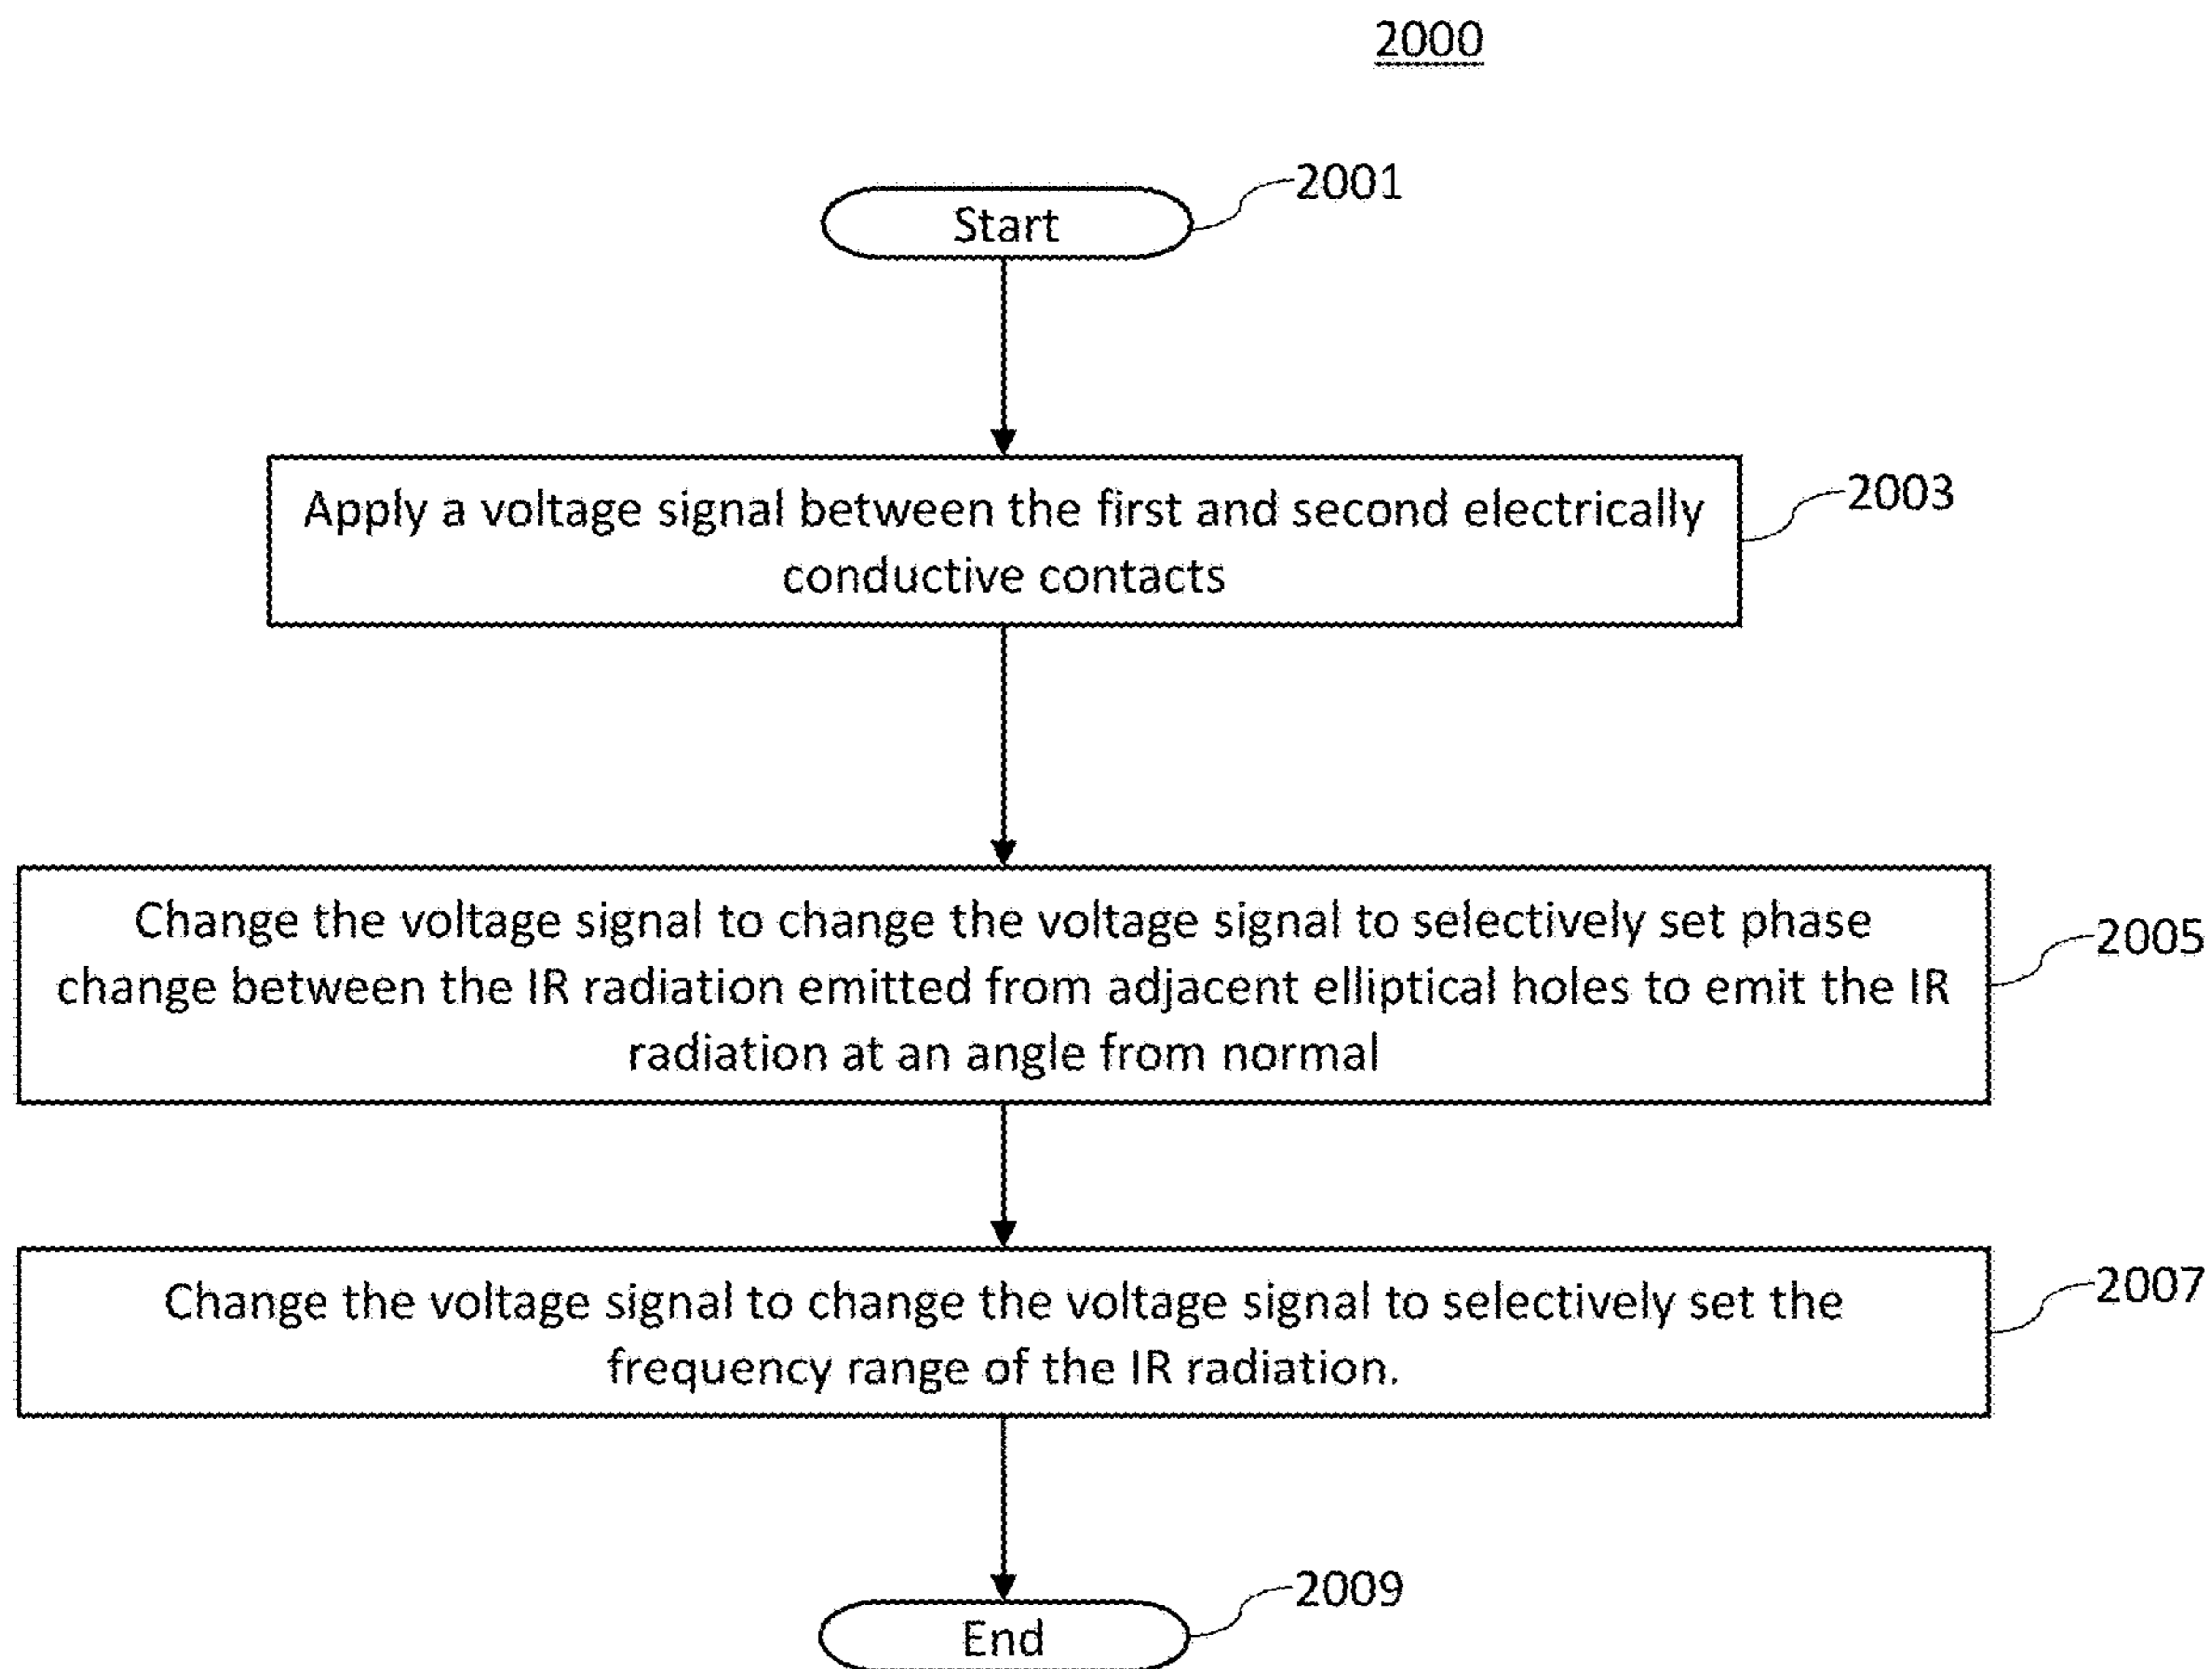 2000
2001
Start
Apply a voltage signal between the first and second electrically
conductive contacts
2003
Change the voltage signal to change the voltage signal to selectively set phase
change between the IR radiation emitted from adjacent elliptical holes to emit the IR
radiation at an angle from normal
2005
Change the voltage signal to change the voltage signal to selectively set the
frequency range of the IR radiation.
2007
2009
End